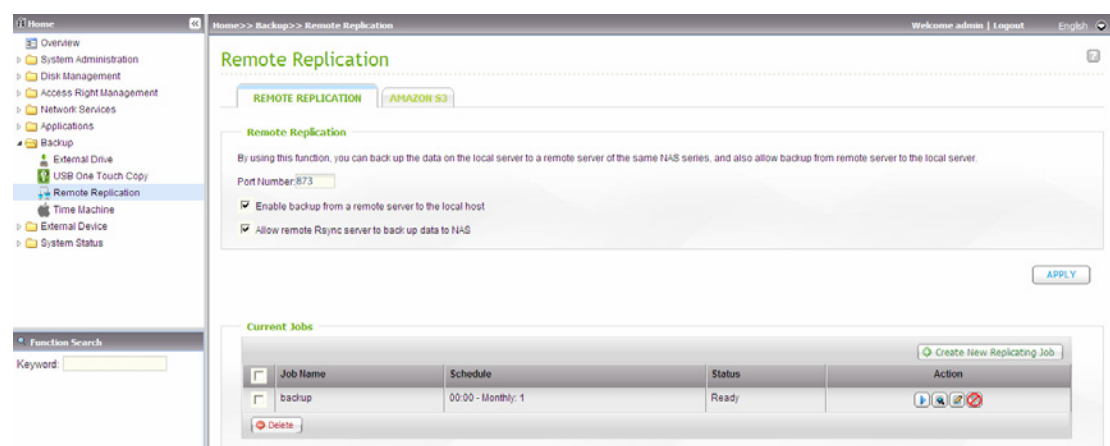 Home
Home>> Backup>> Remote Replication
Welcome admin | Logout
English
Overview
System Administration
Disk Management
Access Right Management
Network Services
Applications
Backup
External Drive
USB One Touch Copy
Remote Replication
Time Machine
External Device
System Status
Function Search
Keyword:
Remote Replication
REMOTE REPLICATION
AMAZON S3
Remote Replication
By using this function, you can back up the data on the local server to a remote server of the same NAS series, and also allow backup from remote server to the local server.
Port Number: 873
Enable backup from a remote server to the local host
Allow remote Rsync server to back up data to NAS
APPLY
Current Jobs
Create New Replicating Job
Job Name Schedule Status Action
backup 00:00 - Monthly: 1 Ready
Delete